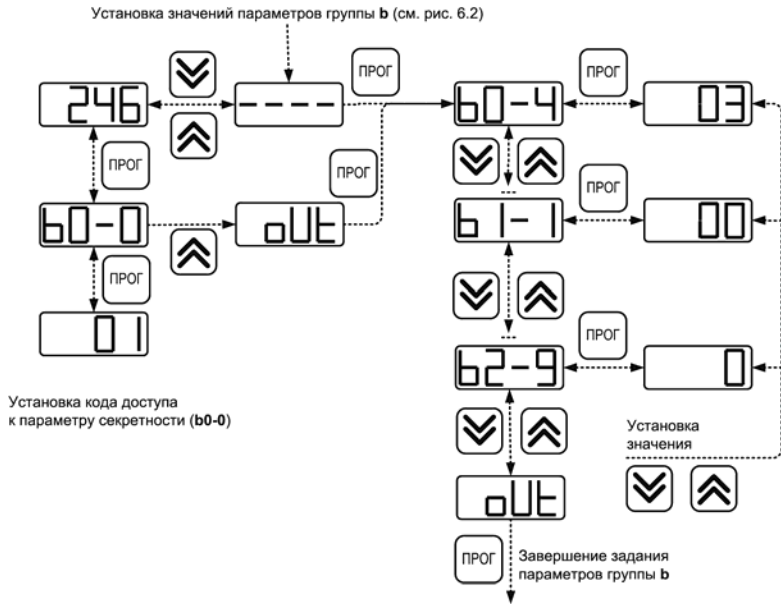 Установка значений параметров группы b (см. рис. 6.2)
246
----
ПРОГ
b0-4
ПРОГ
03
ПРОГ
b0-0
ПРОГ
oUt
...
b1-1
ПРОГ
00
ПРОГ
01
...
b2-9
ПРОГ
0
Установка кода доступа
к параметру секретности (b0-0)
Установка
значения
oUt
ПРОГ
Завершение задания
параметров группы b